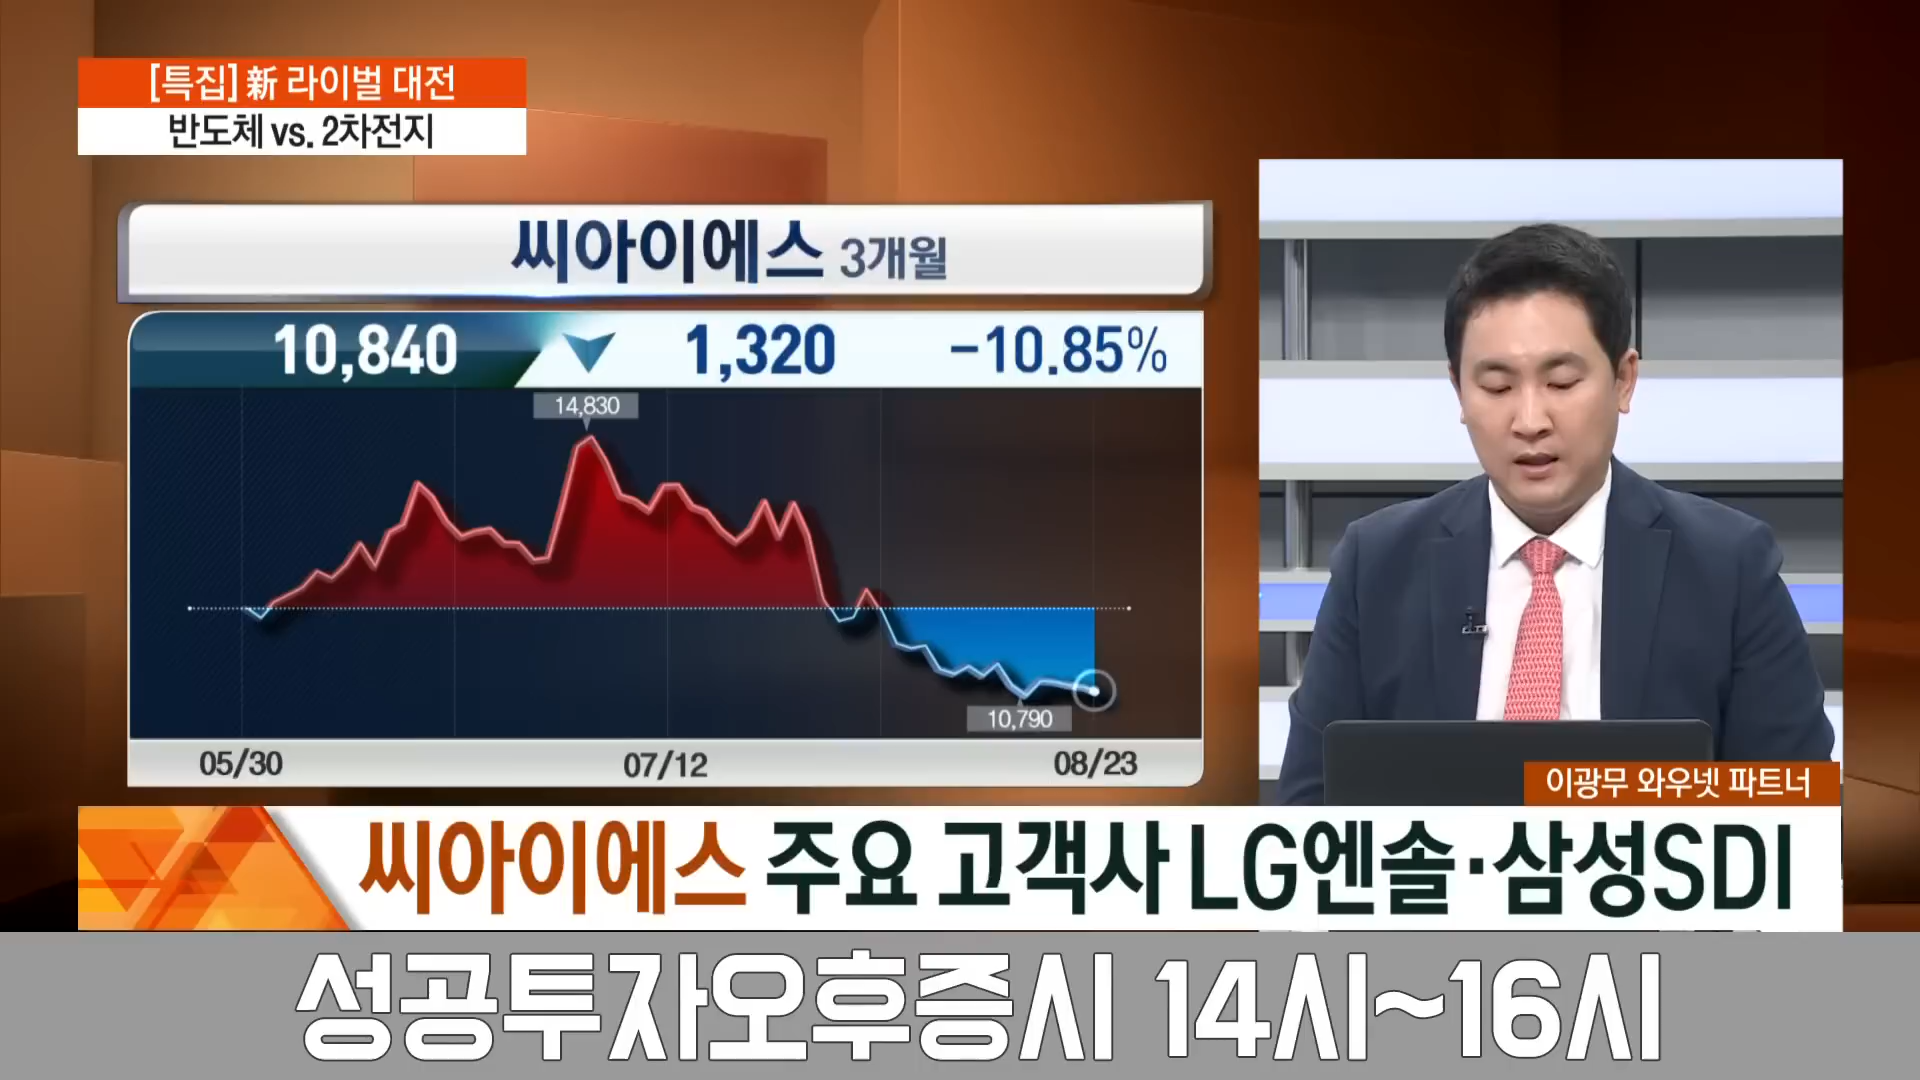 [특집] 新 라이벌 대전
반도체 vs. 2차전지
씨아이에스 3개월
10,840 ▼ 1,320 -10.85%
14,830
10,790
05/30 07/12 08/23
이광무 와우넷 파트너
씨아이에스 주요 고객사 LG엔솔·삼성SDI
성공투자오후증시 14시~16시